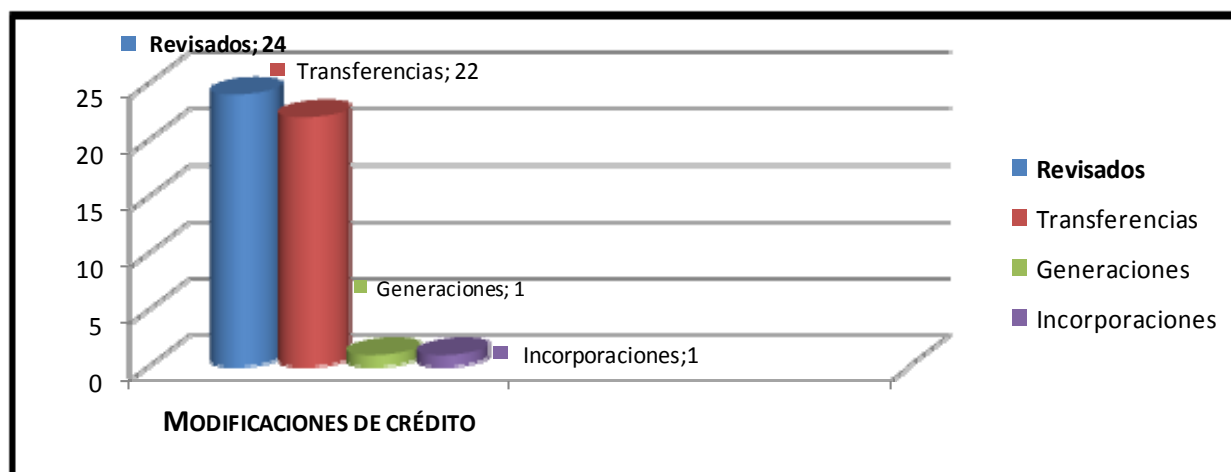 Revisados; 24
Transferencias; 22
25
20
15
10
5
0
Generaciones; 1
Incorporaciones;1
MODIFICACIONES DE CRÉDITO
Revisados
Transferencias
Generaciones
Incorporaciones